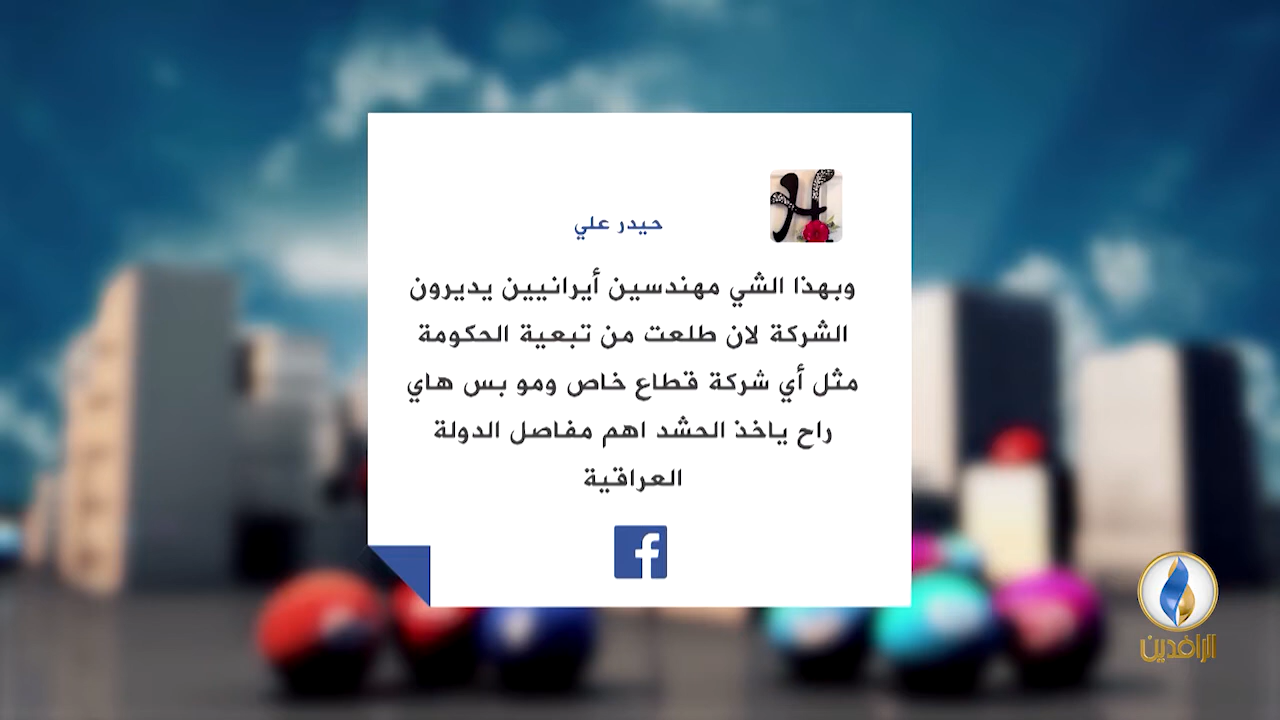 حيدر علي
وبهذا الشي مهندسين أيرانيين يديرون
الشركة لان طلعت من تبعية الحكومة
مثل أي شركة قطاع خاص ومو بس هاي
راح ياخذ الحشد اهم مفاصل الدولة
العراقية
f
الرافدين